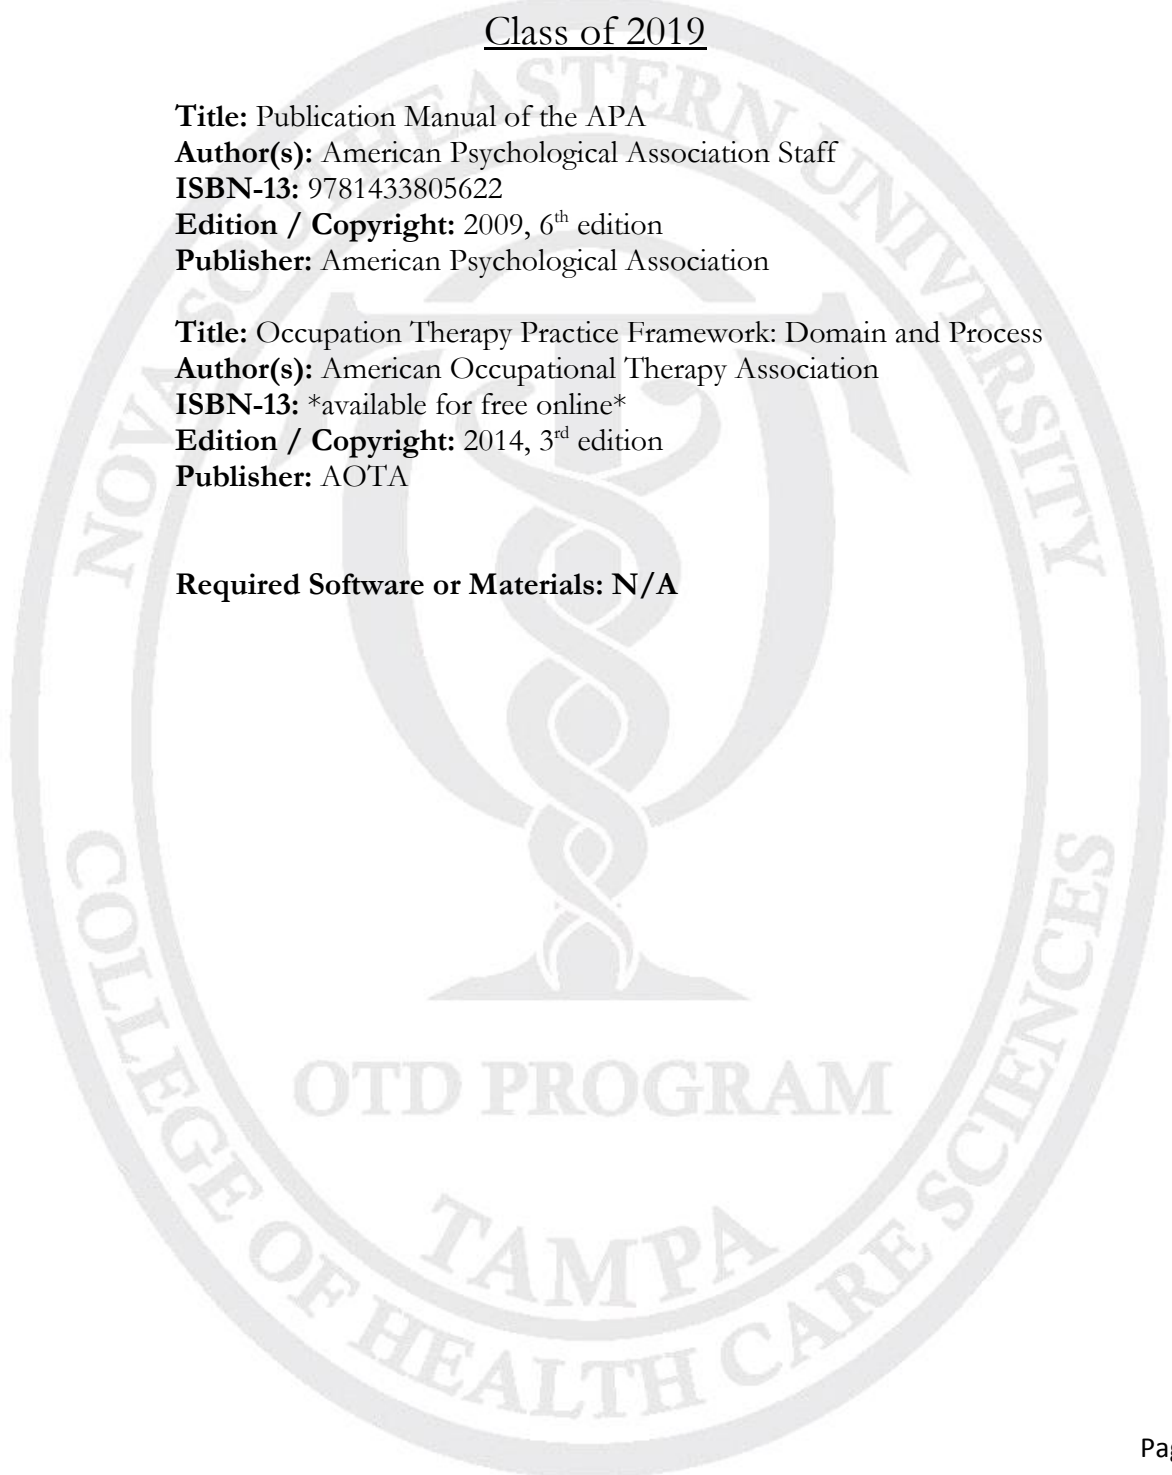 Class of 2019
Title: Publication Manual of the APA
Author(s): American Psychological Association Staff
ISBN-13: 9781433805622
Edition / Copyright: 2009, 6th edition
Publisher: American Psychological Association
Title: Occupation Therapy Practice Framework: Domain and Process
Author(s): American Occupational Therapy Association
ISBN-13: *available for free online*
Edition / Copyright: 2014, 3rd edition
Publisher: AOTA
Required Software or Materials: N/A
NOVA SOUTHEASTERN UNIVERSITY
OTD PROGRAM
TAMPA
COLLEGE OF HEALTH CARE SCIENCES